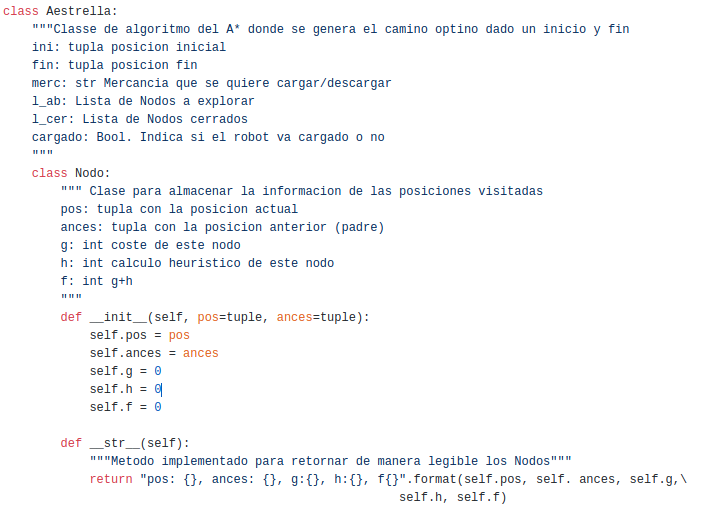 class Aestrella:
    """Classe de algoritmo del A* donde se genera el camino optino dado un inicio y fin
    ini: tupla posicion inicial
    fin: tupla posicion fin
    merc: str Mercancia que se quiere cargar/descargar
    l_ab: Lista de Nodos a explorar
    l_cer: Lista de Nodos cerrados
    cargado: Bool. Indica si el robot va cargado o no
    """
    class Nodo:
        """ Clase para almacenar la informacion de las posiciones visitadas
        pos: tupla con la posicion actual
        ances: tupla con la posicion anterior (padre)
        g: int coste de este nodo
        h: int calculo heuristico de este nodo
        f: int g+h
        """
        def __init__(self, pos=tuple, ances=tuple):
            self.pos = pos
            self.ances = ances
            self.g = 0
            self.h = 0
            self.f = 0

        def __str__(self):
            """Metodo implementado para retornar de manera legible los Nodos"""
            return "pos: {}, ances: {}, g:{}, h:{}, f{}".format(self.pos, self. ances, self.g,\
                                                       self.h, self.f)